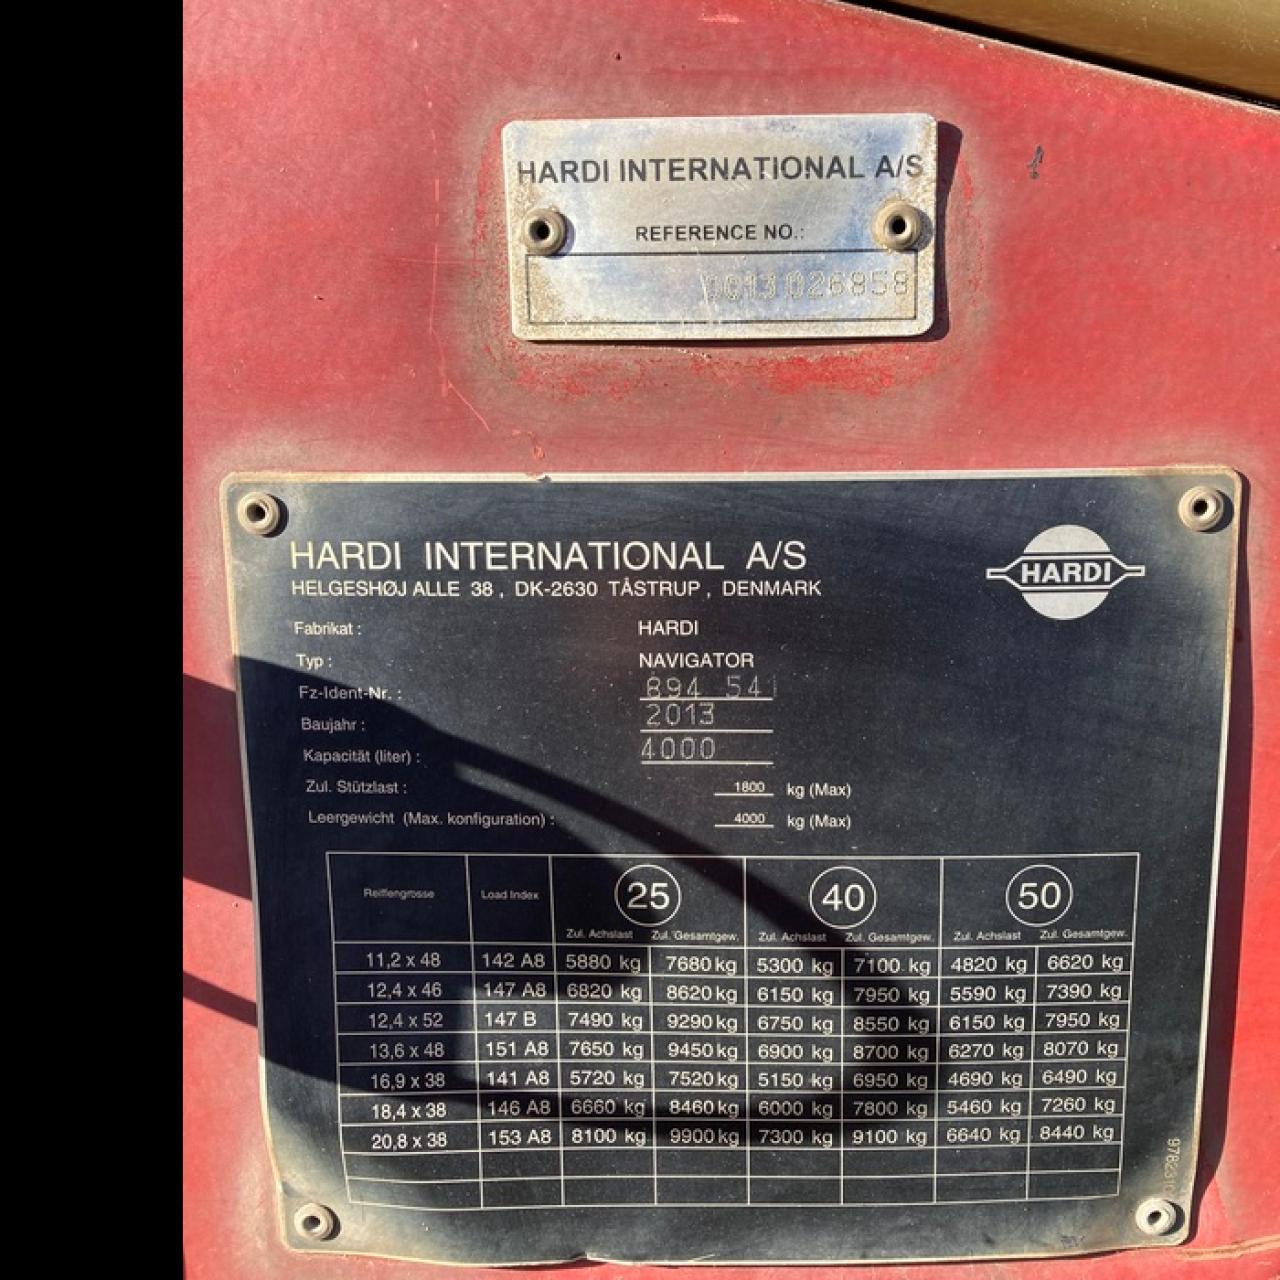 HARDI INTERNATIONAL A/S
REFERENCE NO.:
0013026858
HARDI INTERNATIONAL A/S
HARDI
HELGESHØJ ALLE 38, DK-2630 TÅSTRUP, DENMARK
Fabrikat : HARDI
Typ : NAVIGATOR
Fz-Ident-Nr. : 894 541
Baujahr : 2013
Kapacität (liter) : 4000
Zul. Stützlast : 1800 kg (Max)
Leergewicht (Max. konfiguration) : 4000 kg (Max)
Reiffengrosse Load Index 25 40 50
Zul. Achslast Zul. Gesamtgew. Zul. Achslast Zul. Gesamtgew. Zul. Achslast Zul. Gesamtgew.
11,2 x 48 142 A8 5880 kg 7680 kg 5300 kg 7100 kg 4820 kg 6620 kg
12,4 x 46 147 A8 6820 kg 8620 kg 6150 kg 7950 kg 5590 kg 7390 kg
12,4 x 52 147 B 7490 kg 9290 kg 6750 kg 8550 kg 6150 kg 7950 kg
13,6 x 48 151 A8 7650 kg 9450 kg 6900 kg 8700 kg 6270 kg 8070 kg
16,9 x 38 141 A8 5720 kg 7520 kg 5150 kg 6950 kg 4690 kg 6490 kg
18,4 x 38 146 A8 6660 kg 8460 kg 6000 kg 7800 kg 5460 kg 7260 kg
20,8 x 38 153 A8 8100 kg 9900 kg 7300 kg 9100 kg 6640 kg 8440 kg